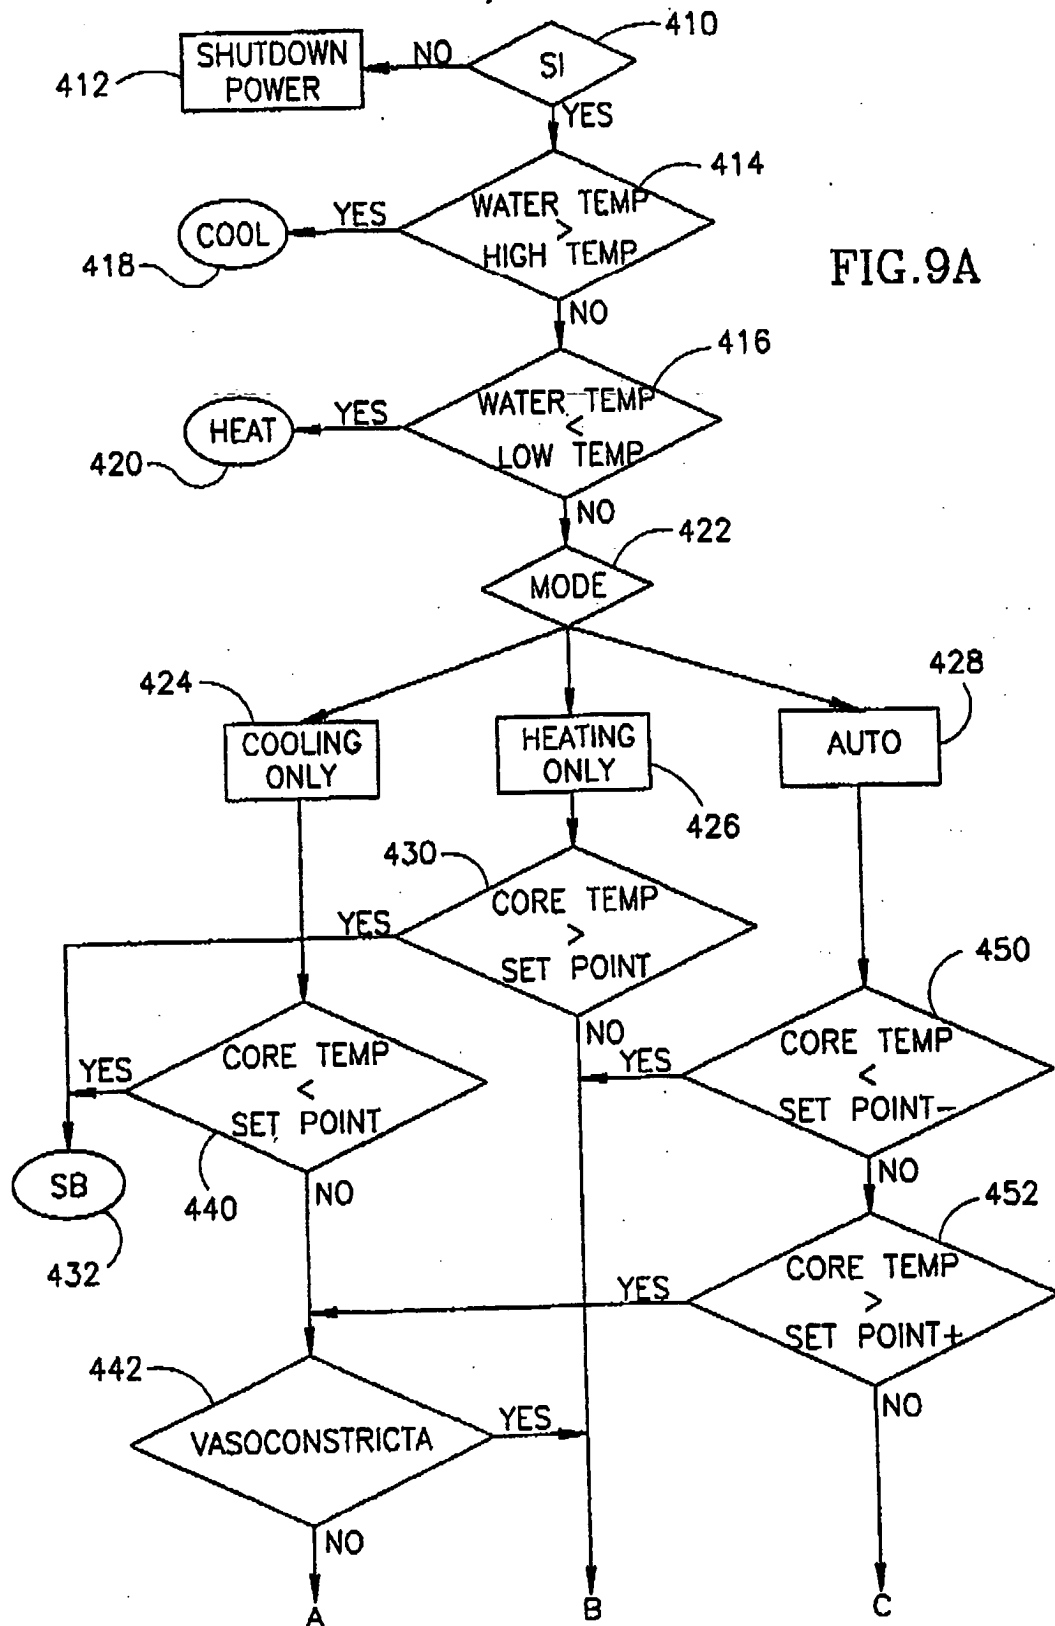 410
SHUTDOWN
POWER
NO
SI
412
YES
414
WATER TEMP
>
HIGH TEMP
YES
COOL
418
FIG.9A
NO
416
WATER TEMP
<
LOW TEMP
YES
HEAT
420
NO
422
MODE
424
428
COOLING
ONLY
HEATING
ONLY
AUTO
426
430
CORE TEMP
>
SET POINT
YES
NO
450
CORE TEMP
<
SET POINT
YES
440
NO
CORE TEMP
<
SET POINT-
YES
NO
SB
432
452
CORE TEMP
>
SET POINT+
YES
NO
442
VASOCONSTRICTA
YES
NO
A
B
C